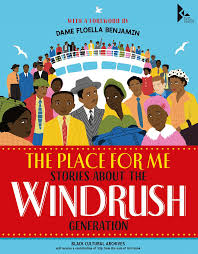 WITH A FOREWORD BY
DAME FLOELLA BENJAMIN
THE PLACE FOR ME
STORIES ABOUT THE
WINDRUSH
GENERATION
BLACK CULTURAL ARCHIVES